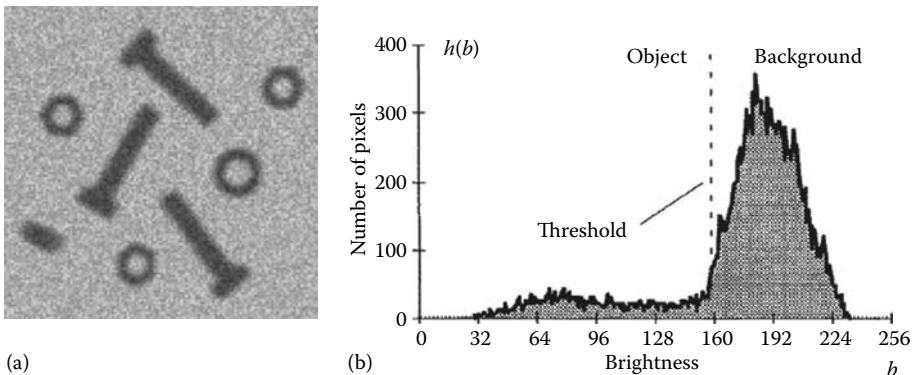 400
h(b)
Object
Background
300
Number of pixels
200
Threshold
100
0
0 32 64 96 128 160 192 224 256
(a)
(b)
Brightness
b